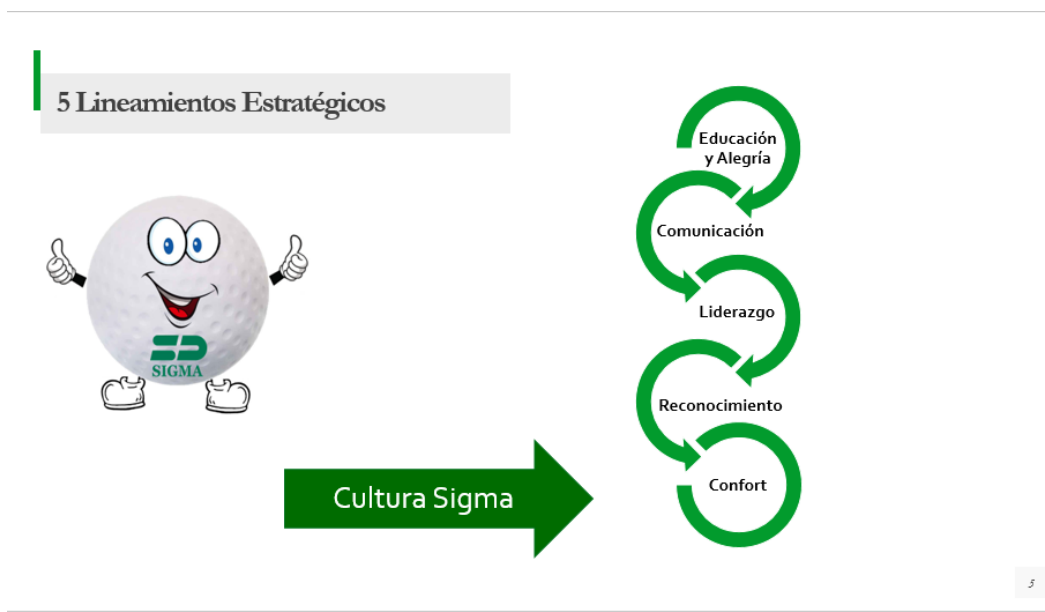 5 Lineamientos Estratégicos
Educación
y Alegría
Comunicación
Liderazgo
Reconocimiento
Confort
SIGMA
Cultura Sigma
5